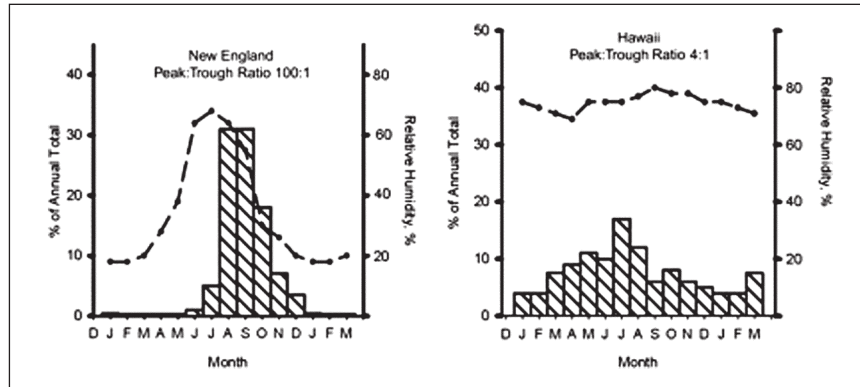 New England
Peak:Trough Ratio 100:1
40
30
20
10
0
80
60
40
20
% of Annual Total
Relative Humidity, %
D J F M A M J J A S O N D J F M
Month
Hawaii
Peak:Trough Ratio 4:1
50
40
30
20
10
0
80
60
40
20
0
% of Annual Total
Relative Humidity, %
D J F M A M J J A S O N D J F M
Month